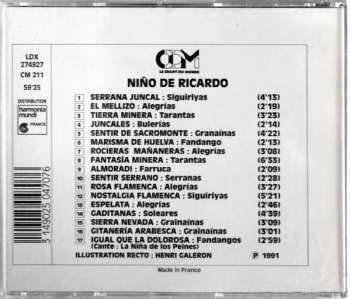 LDX
274927
CM 211
59'25
DISTRIBUTION
harmonia
mundi
FRANCE
CDM
LE CHANT DU MONDE
NIÑO DE RICARDO
1 SERRANA JUNCAL : Siguiriyas (4'13)
2 EL MELLIZO : Alegrías (2'19)
3 TIERRA MINERA : Tarantas (3'23)
4 JUNCALES : Bulerías (2'14)
5 SENTIR DE SACROMONTE : Granaínas (4'22)
6 MARISMA DE HUELVA : Fandango (2'13)
7 ROCIERAS MAÑANERAS : Alegrías (3'08)
8 FANTASÍA MINERA : Tarantas (6'33)
9 ALMORADI : Farruca (2'09)
10 SENTIR SERRANO : Serranas (2'28)
11 ROSA FLAMENCA : Alegrías (3'27)
12 NOSTALGIA FLAMENCA : Siguiriyas (5'21)
13 ESPELATA : Alegrías (2'46)
14 GADITANAS : Soleares (4'39)
15 SIERRA NEVADA : Granaínas (3'09)
16 GITANERÍA ARABESCA : Granaínas (3'01)
17 IGUAL QUE LA DOLOROSA : Fandangos (2'59)
(Cante : La Niña de los Peines)
ILLUSTRATION RECTO : HENRI GALERON
℗ 1991
Made in France
3 149025 047076